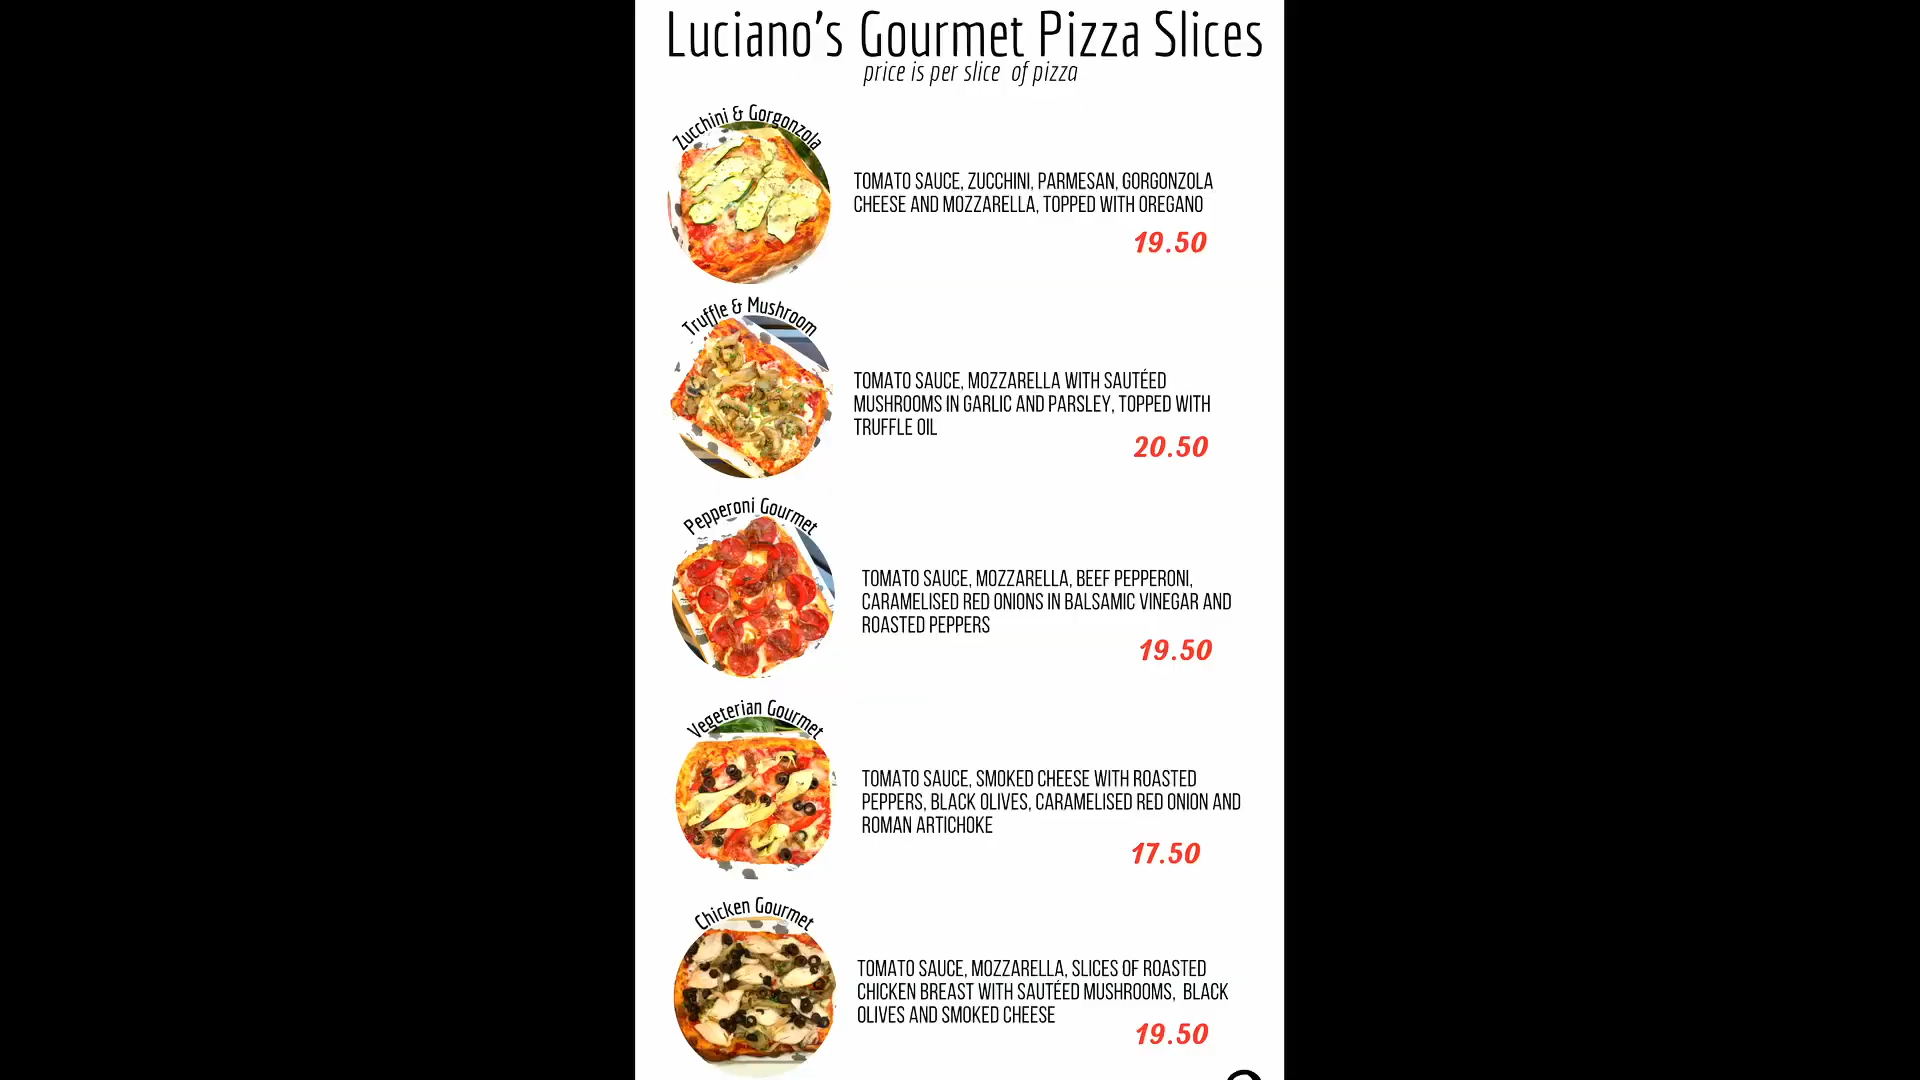 Luciano's Gourmet Pizza Slices
price is per slice of pizza
Zucchini & Gorgonzola
TOMATO SAUCE, ZUCCHINI, PARMESAN, GORGONZOLA
CHEESE AND MOZZARELLA, TOPPED WITH OREGANO
19.50
Truffle & Mushroom
TOMATO SAUCE, MOZZARELLA WITH SAUTÉED
MUSHROOMS IN GARLIC AND PARSLEY, TOPPED WITH
TRUFFLE OIL
20.50
Pepperoni Gourmet
TOMATO SAUCE, MOZZARELLA, BEEF PEPPERONI,
CARAMELISED RED ONIONS IN BALSAMIC VINEGAR AND
ROASTED PEPPERS
19.50
Vegeterian Gourmet
TOMATO SAUCE, SMOKED CHEESE WITH ROASTED
PEPPERS, BLACK OLIVES, CARAMELISED RED ONION AND
ROMAN ARTICHOKE
17.50
Chicken Gourmet
TOMATO SAUCE, MOZZARELLA, SLICES OF ROASTED
CHICKEN BREAST WITH SAUTÉED MUSHROOMS, BLACK
OLIVES AND SMOKED CHEESE
19.50